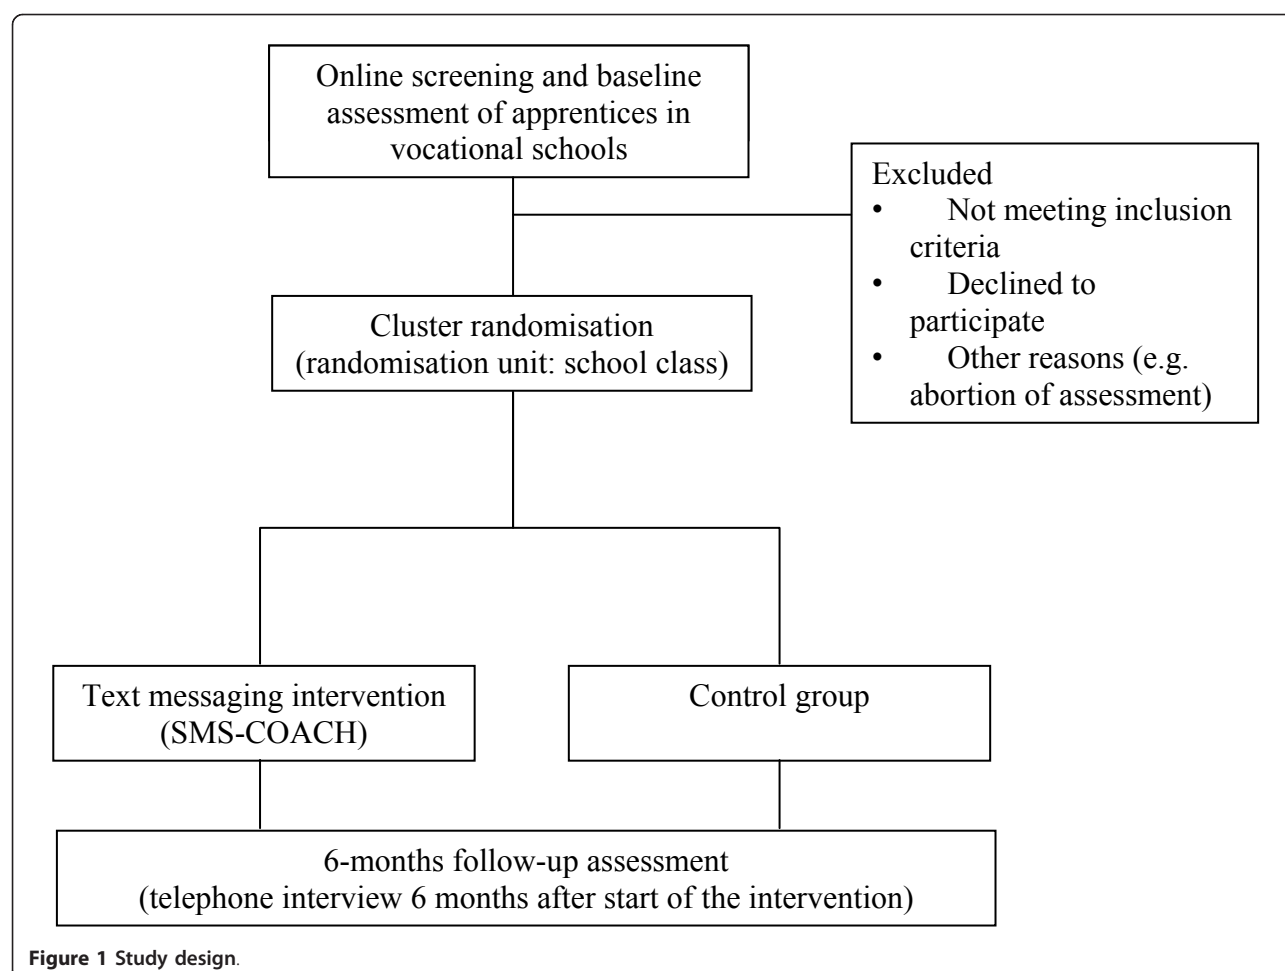 Online screening and baseline
assessment of apprentices in
vocational schools
Excluded
• Not meeting inclusion
criteria
• Declined to
participate
• Other reasons (e.g.
abortion of assessment)
Cluster randomisation
(randomisation unit: school class)
Text messaging intervention
(SMS-COACH)
Control group
6-months follow-up assessment
(telephone interview 6 months after start of the intervention)
Figure 1 Study design.